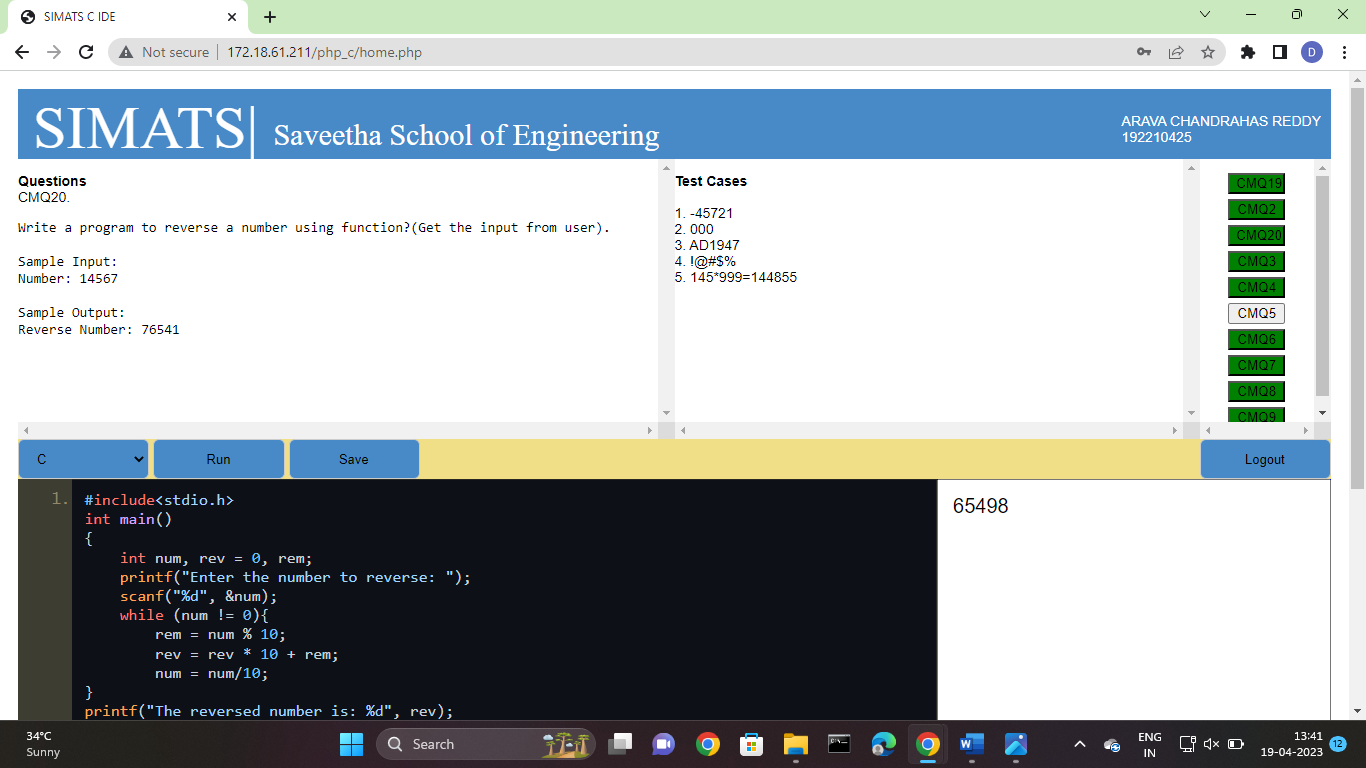 SIMATS C IDE
Not secure
172.18.61.211/php_c/home.php
D
SIMATS| Saveetha School of Engineering
ARAVA CHANDRAHAS REDDY
192210425
Questions
CMQ20.
Write a program to reverse a number using function?(Get the input from user).
Sample Input:
Number: 14567
Sample Output:
Reverse Number: 76541
Test Cases
1. -45721
2. 000
3. AD1947
4. !@#$%
5. 145*999=144855
CMQ19
CMQ2
CMQ20
CMQ3
CMQ4
CMQ5
CMQ6
CMQ7
CMQ8
CMQ9
C
Run
Save
Logout
1.
#include<stdio.h>
int main()
{
int num, rev = 0, rem;
printf("Enter the number to reverse: ");
scanf("%d", &num);
while (num != 0){
rem = num % 10;
rev = rev * 10 + rem;
num = num/10;
}
printf("The reversed number is: %d", rev);
65498
34°C
Sunny
Search
ENG
IN
13:41
19-04-2023
12